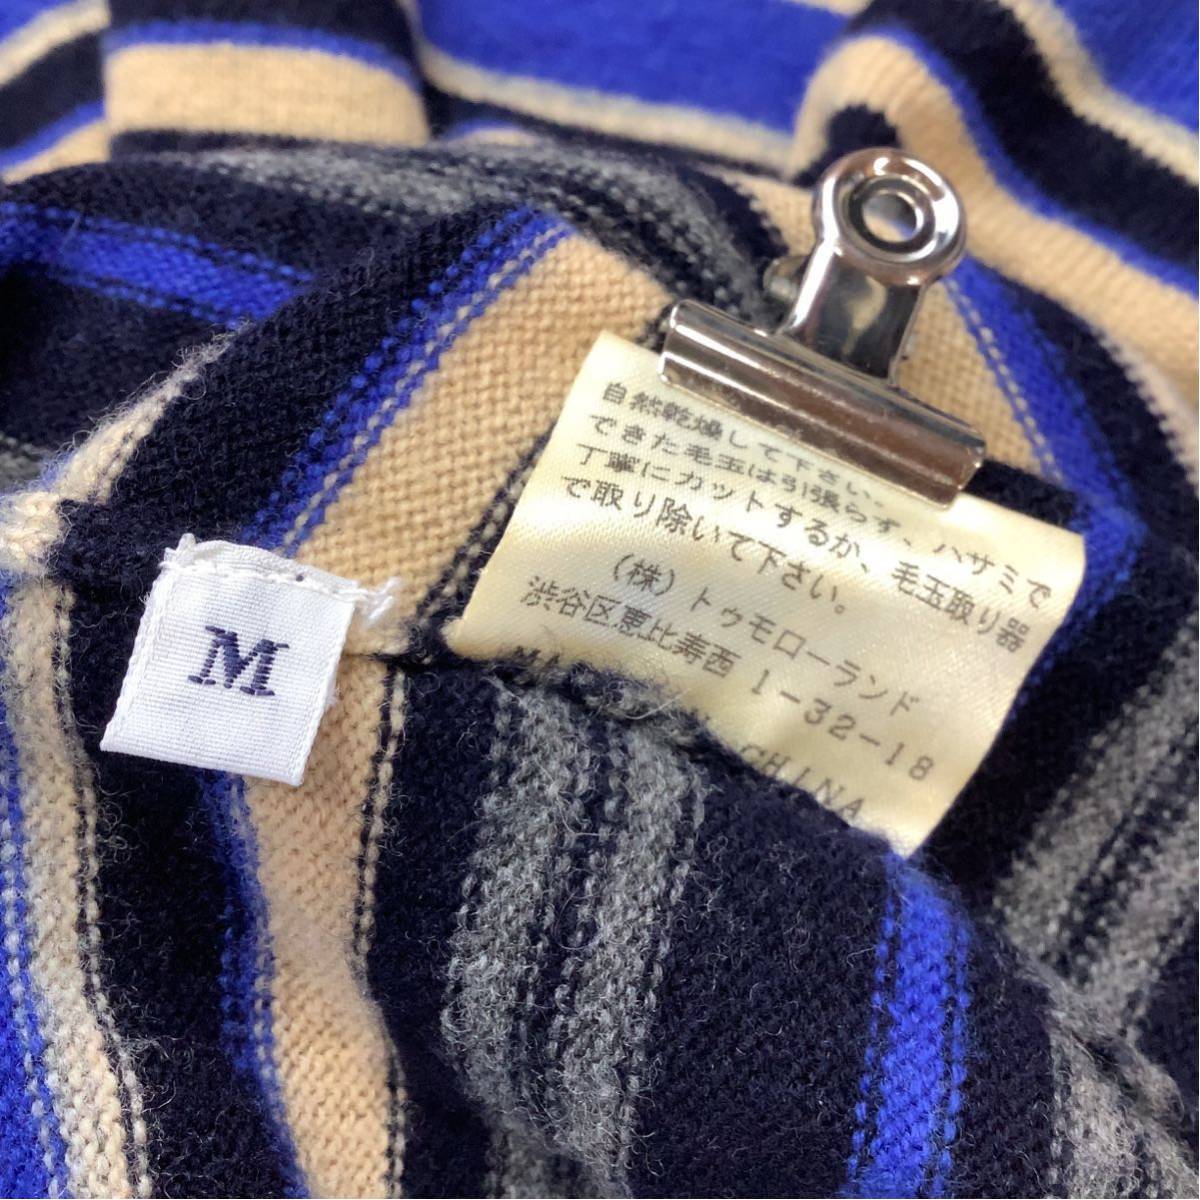 M
自然乾燥して下さい。
できた毛玉は引張らず、ハサミで
丁寧にカットするか、毛玉取り器
で取り除いて下さい。
(株)トゥモローランド
渋谷区恵比寿西 1-32-18
CHINA